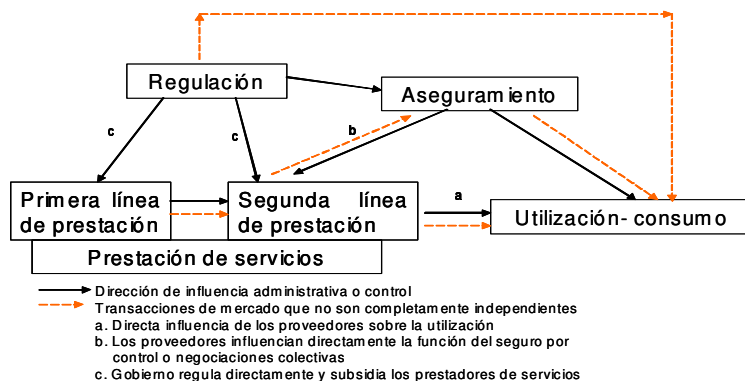 Regulación
Aseguramiento
c
c
b
Primera línea
de prestación
Segunda línea
de prestación
a
Utilización- consumo
Prestación de servicios
Dirección de influencia administrativa o control
Transacciones de mercado que no son completamente independientes
a. Directa influencia de los proveedores sobre la utilización
b. Los proveedores influencian directamente la función del seguro por
control o negociaciones colectivas
c. Gobierno regula directamente y subsidia los prestadores de servicios